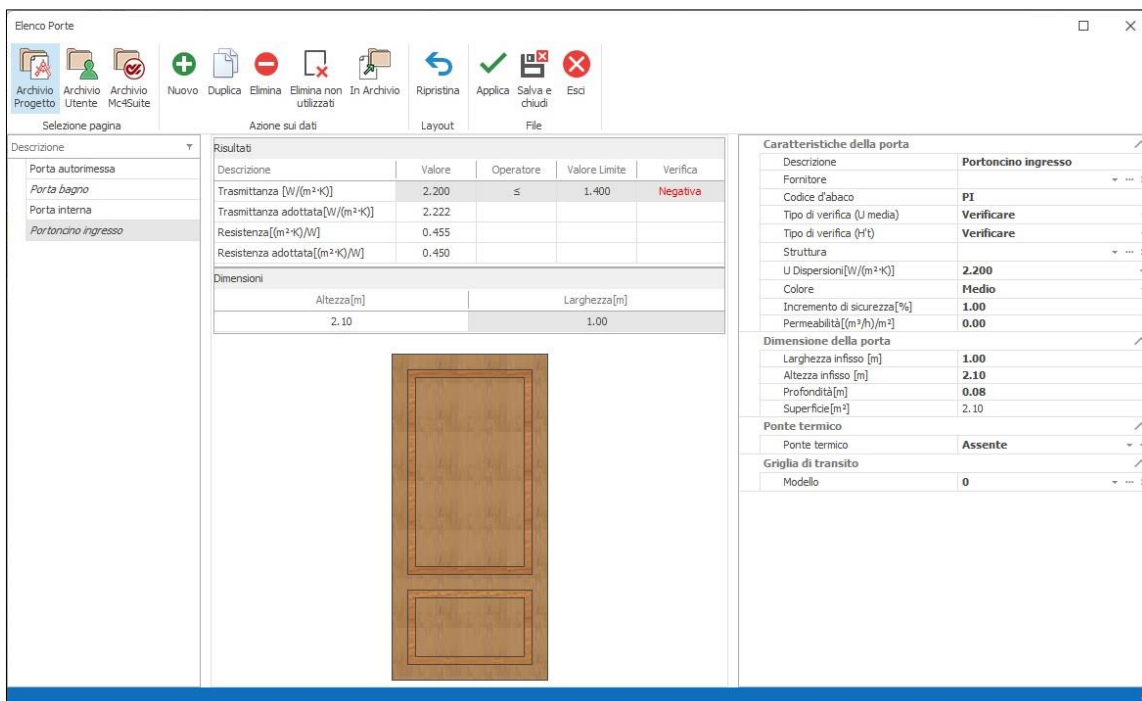 Elenco Porte
Archivio Progetto
Archivio Utente
Archivio Mc4Suite
Nuovo
Duplica
Elimina
Elimina non utilizzati
In Archivio
Ripristina
Applica
Salva e chiudi
Esci
Selezione pagina
Azione sui dati
Layout
File
Descrizione
Porta autorimessa
Porta bagno
Porta interna
Portoncino ingresso
Risultati
Descrizione Valore Operatore Valore Limite Verifica
Trasmittanza [W/(m²·K)] 2.200 ≤ 1.400 Negativa
Trasmittanza adottata[W/(m²·K)] 2.222
Resistenza[(m²·K)/W] 0.455
Resistenza adottata[(m²·K)/W] 0.450
Dimensioni
Altezza[m] Larghezza[m]
2.10 1.00
Caratteristiche della porta
Descrizione Portoncino ingresso
Fornitore
Codice d'abaco PI
Tipo di verifica (U media) Verificare
Tipo di verifica (H't) Verificare
Struttura
U Dispersioni[W/(m²·K)] 2.200
Colore Medio
Incremento di sicurezza[%] 1.00
Permeabilità[(m³/h)/m²] 0.00
Dimensione della porta
Larghezza infisso [m] 1.00
Altezza infisso [m] 2.10
Profondità[m] 0.08
Superficie[m²] 2.10
Ponte termico
Ponte termico Assente
Griglia di transito
Modello 0